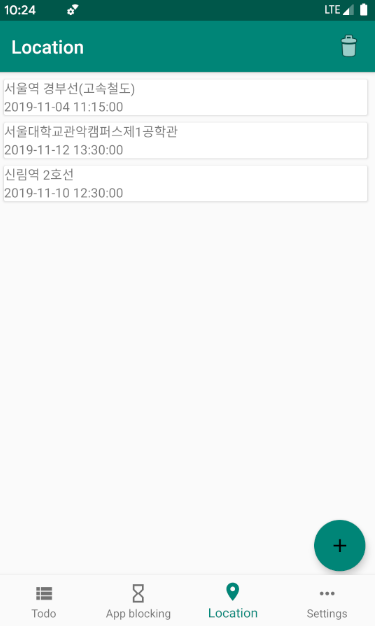 10:24
LTE
Location
서울역 경부선(고속철도)
2019-11-04 11:15:00
서울대학교관악캠퍼스제1공학관
2019-11-12 13:30:00
신림역 2호선
2019-11-10 12:30:00
+
Todo
App blocking
Location
Settings